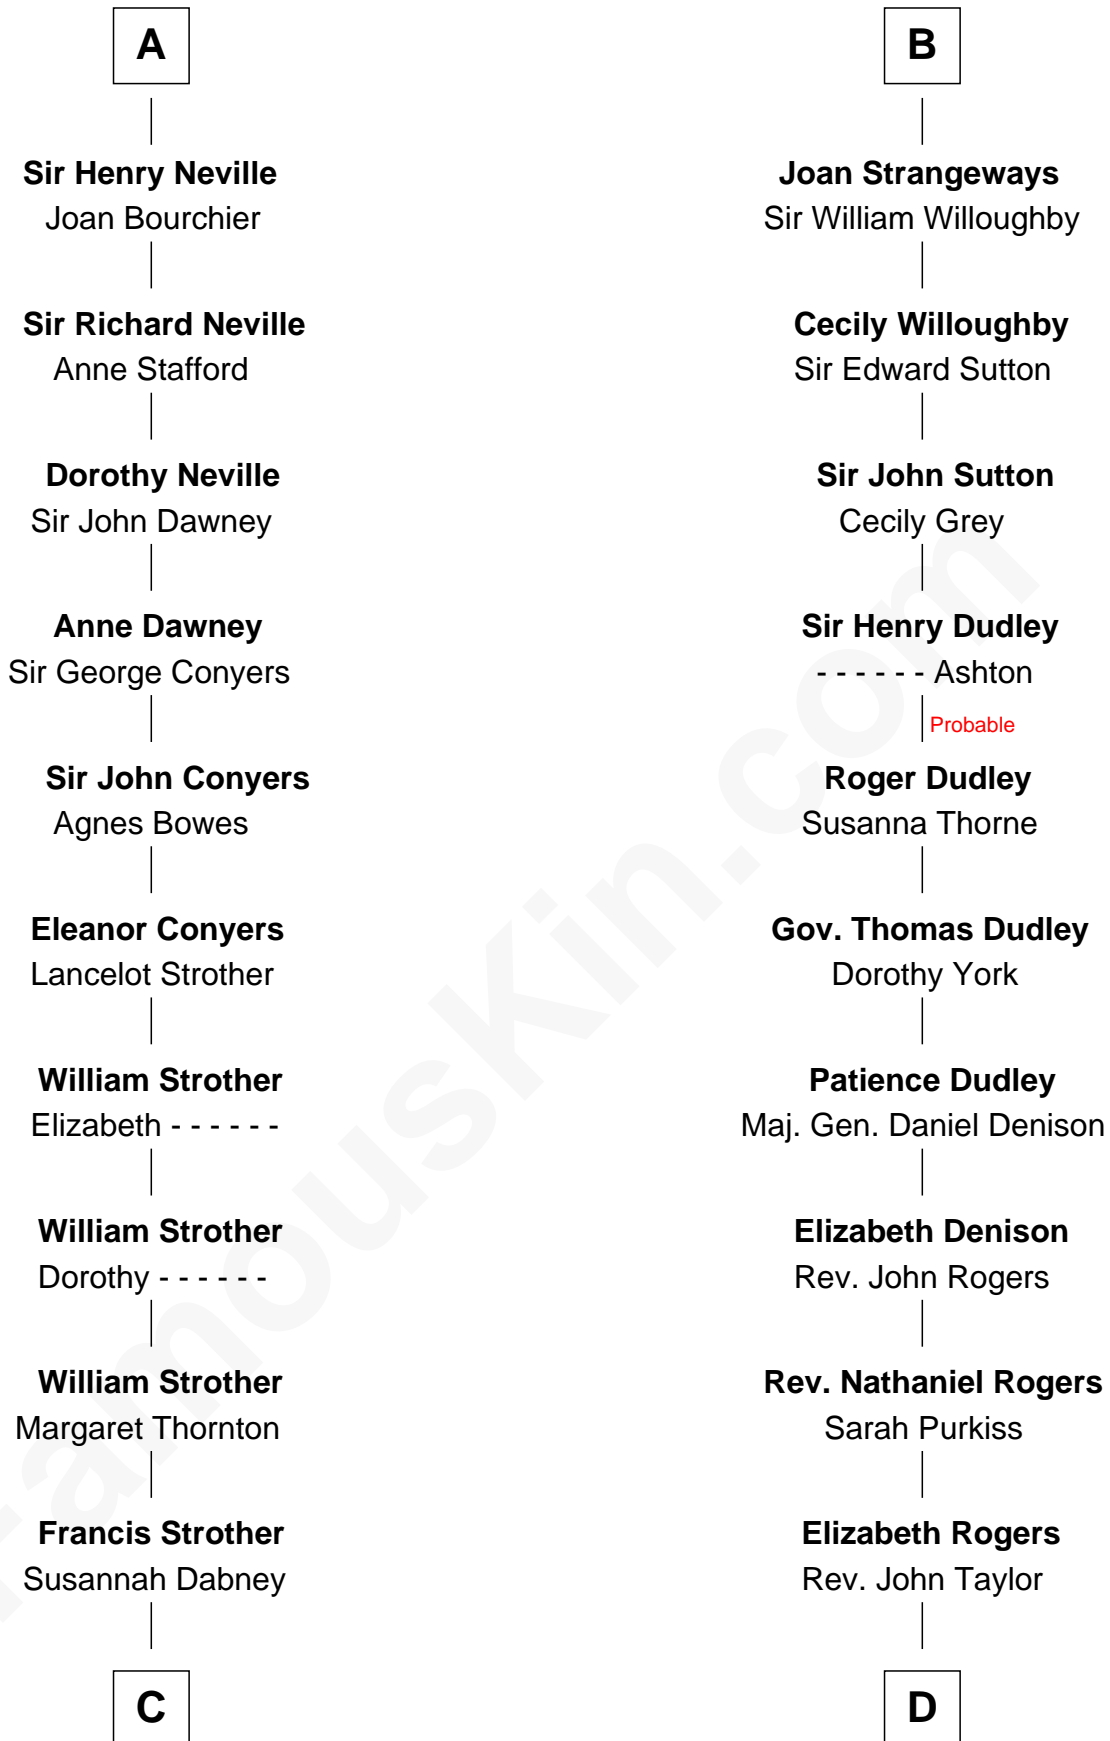 A
Sir Henry Neville
Joan Bourchier
Sir Richard Neville
Anne Stafford
Dorothy Neville
Sir John Dawney
Anne Dawney
Sir George Conyers
Sir John Conyers
Agnes Bowes
Eleanor Conyers
Lancelot Strother
William Strother
Elizabeth - - - - - -
William Strother
Dorothy - - - - - -
William Strother
Margaret Thornton
Francis Strother
Susannah Dabney
C
B
Joan Strangeways
Sir William Willoughby
Cecily Willoughby
Sir Edward Sutton
Sir John Sutton
Cecily Grey
Sir Henry Dudley
- - - - - - Ashton
Probable
Roger Dudley
Susanna Thorne
Gov. Thomas Dudley
Dorothy York
Patience Dudley
Maj. Gen. Daniel Denison
Elizabeth Denison
Rev. John Rogers
Rev. Nathaniel Rogers
Sarah Purkiss
Elizabeth Rogers
Rev. John Taylor
D
FamousKin.com